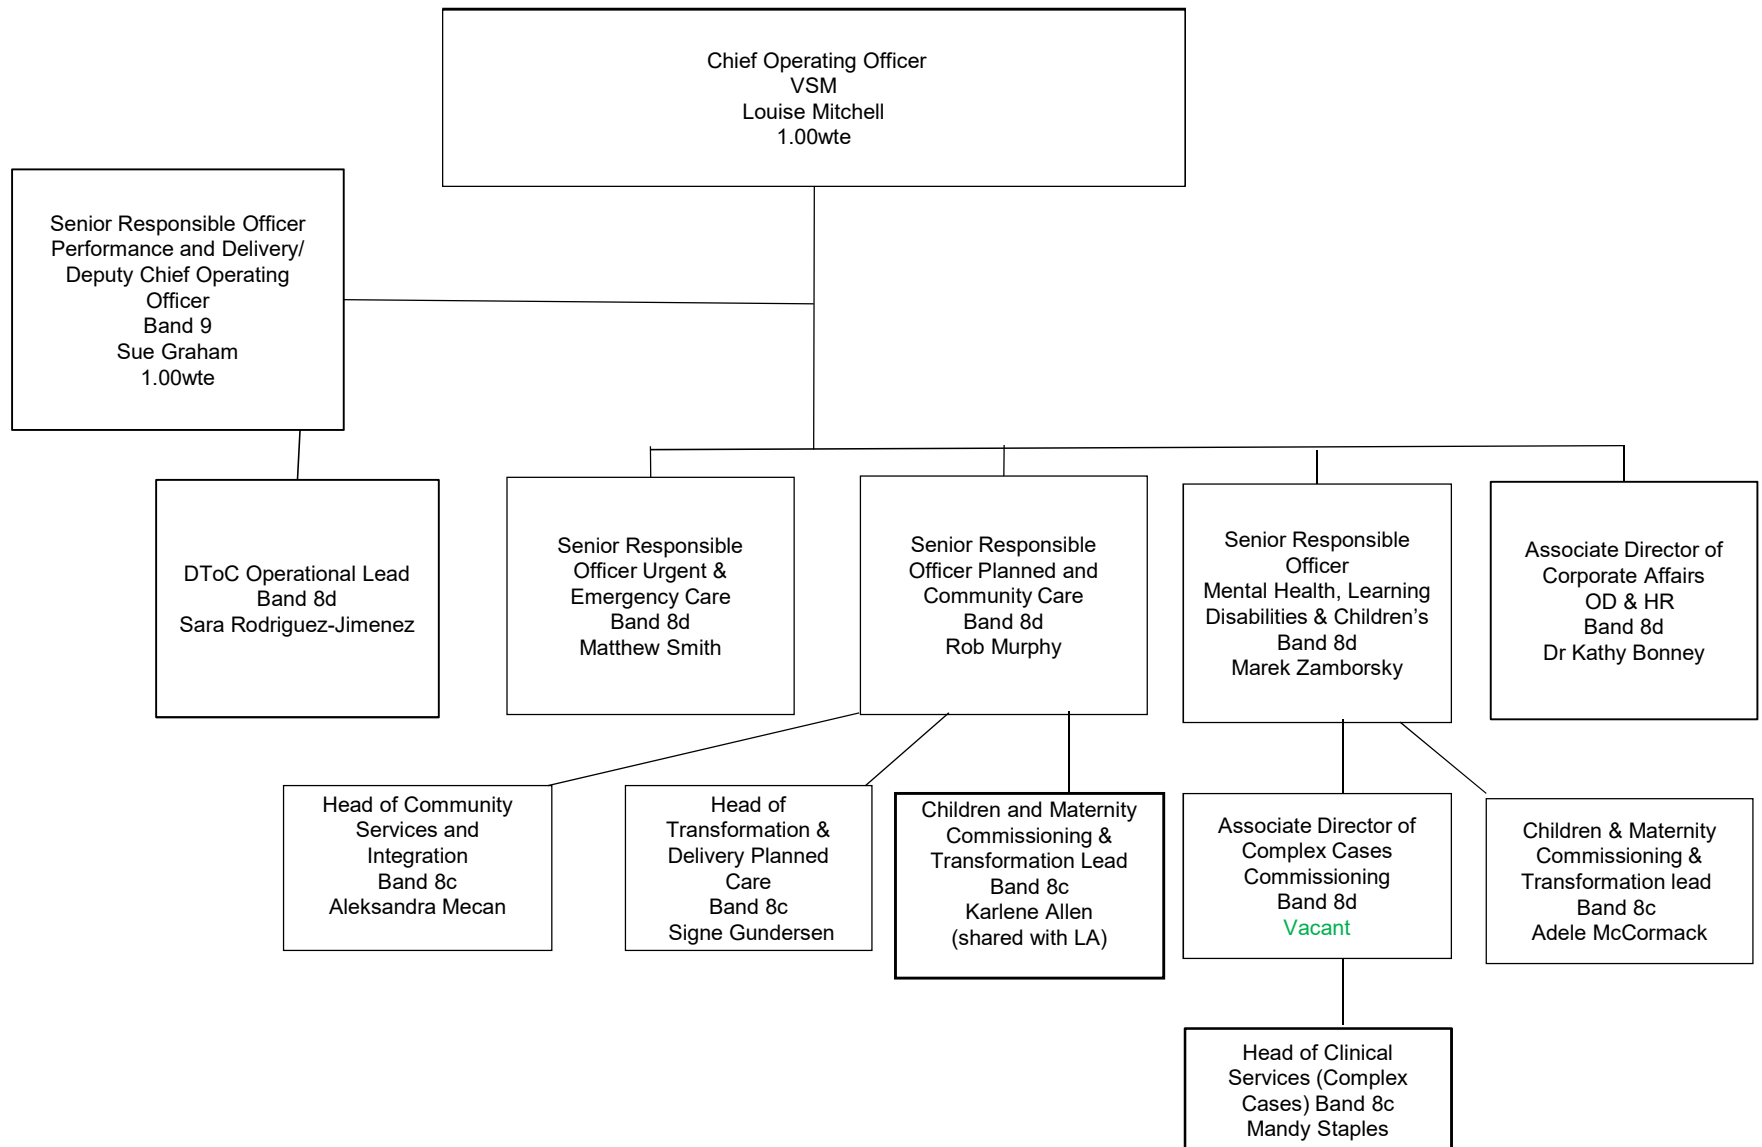 Chief Operating Officer
VSM
Louise Mitchell
1.00wte
Senior Responsible Officer
Performance and Delivery/
Deputy Chief Operating
Officer
Band 9
Sue Graham
1.00wte
DToC Operational Lead
Band 8d
Sara Rodriguez-Jimenez
Senior Responsible
Officer Urgent &
Emergency Care
Band 8d
Matthew Smith
Senior Responsible
Officer Planned and
Community Care
Band 8d
Rob Murphy
Senior Responsible
Officer
Mental Health, Learning
Disabilities & Children’s
Band 8d
Marek Zamborsky
Associate Director of
Corporate Affairs
OD & HR
Band 8d
Dr Kathy Bonney
Head of Community
Services and
Integration
Band 8c
Aleksandra Mecan
Head of
Transformation &
Delivery Planned
Care
Band 8c
Signe Gundersen
Children and Maternity
Commissioning &
Transformation Lead
Band 8c
Karlene Allen
(shared with LA)
Associate Director of
Complex Cases
Commissioning
Band 8d
Vacant
Children & Maternity
Commissioning &
Transformation lead
Band 8c
Adele McCormack
Head of Clinical
Services (Complex
Cases) Band 8c
Mandy Staples